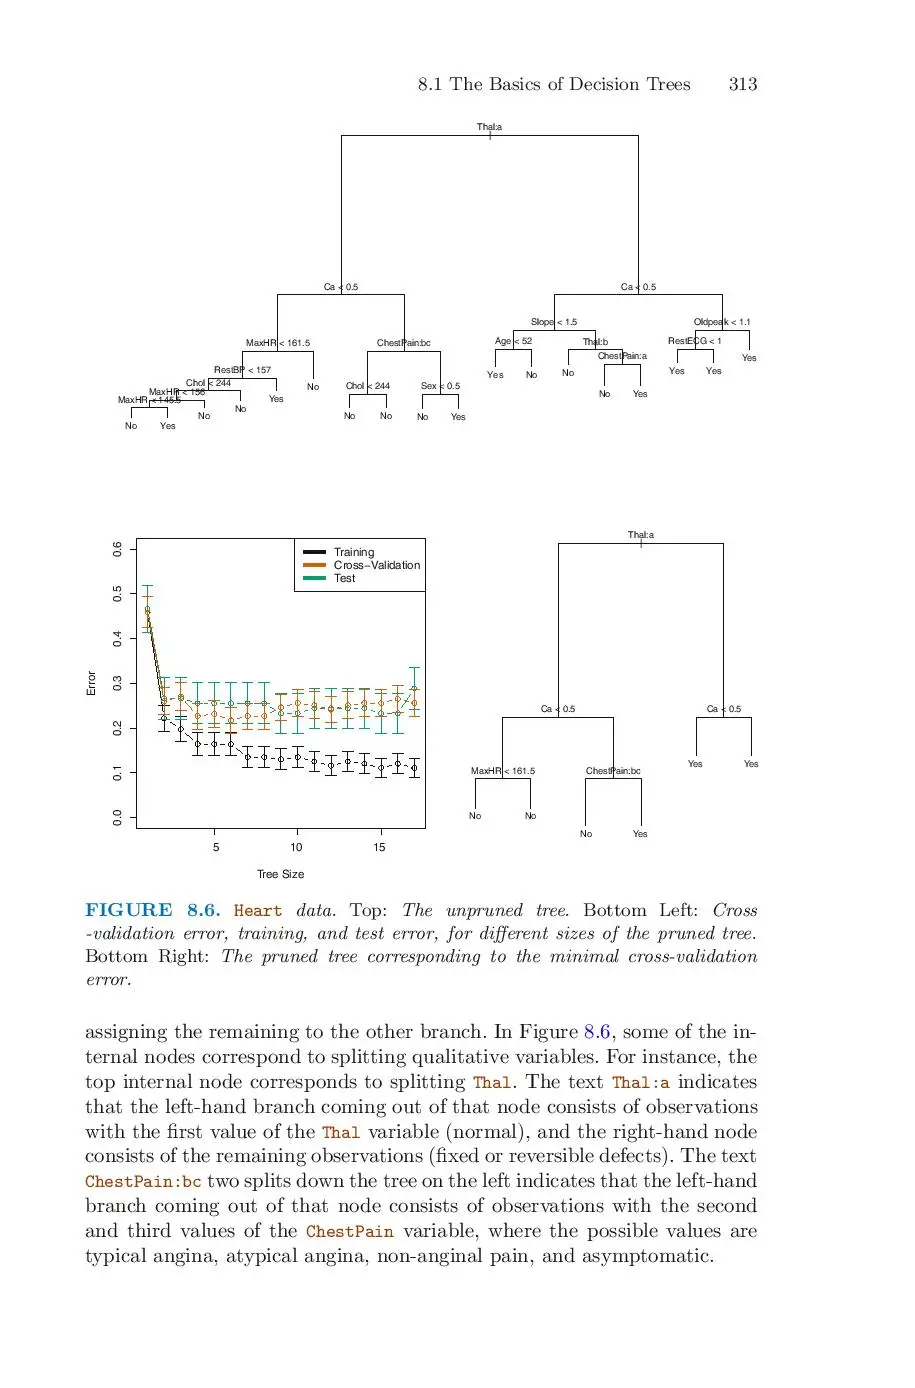 8.1 The Basics of Decision Trees 313
Thal:a
Ca < 0.5
Ca < 0.5
Slope < 1.5
Oldpeak < 1.1
MaxHR < 161.5
ChestPain:bc
Age < 52
Thal:b
RestECG < 1
ChestPain:a
Yes
RestBP < 157
Yes
No
No
Yes
Yes
Chol < 244
No
Chol < 244
Sex < 0.5
MaxHR < 156
No
Yes
MaxHR < 145.5
Yes
No
No
No
No
No
Yes
No
Yes
Thal:a
Ca < 0.5
Ca < 0.5
MaxHR < 161.5
ChestPain:bc
Yes
Yes
No
No
No
Yes
Training
Cross−Validation
Test
Error
0.6
0.5
0.4
0.3
0.2
0.1
0.0
5 10 15
Tree Size
FIGURE 8.6. Heart data. Top: The unpruned tree. Bottom Left: Cross
-validation error, training, and test error, for different sizes of the pruned tree.
Bottom Right: The pruned tree corresponding to the minimal cross-validation
error.
assigning the remaining to the other branch. In Figure 8.6, some of the in-
ternal nodes correspond to splitting qualitative variables. For instance, the
top internal node corresponds to splitting Thal. The text Thal:a indicates
that the left-hand branch coming out of that node consists of observations
with the first value of the Thal variable (normal), and the right-hand node
consists of the remaining observations (fixed or reversible defects). The text
ChestPain:bc two splits down the tree on the left indicates that the left-hand
branch coming out of that node consists of observations with the second
and third values of the ChestPain variable, where the possible values are
typical angina, atypical angina, non-anginal pain, and asymptomatic.